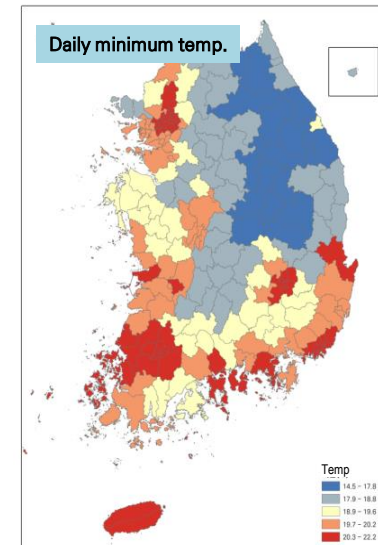 Daily minimum temp.
Temp
14.5 - 17.8
17.9 - 18.8
18.9 - 19.6
19.7 - 20.2
20.3 - 22.2